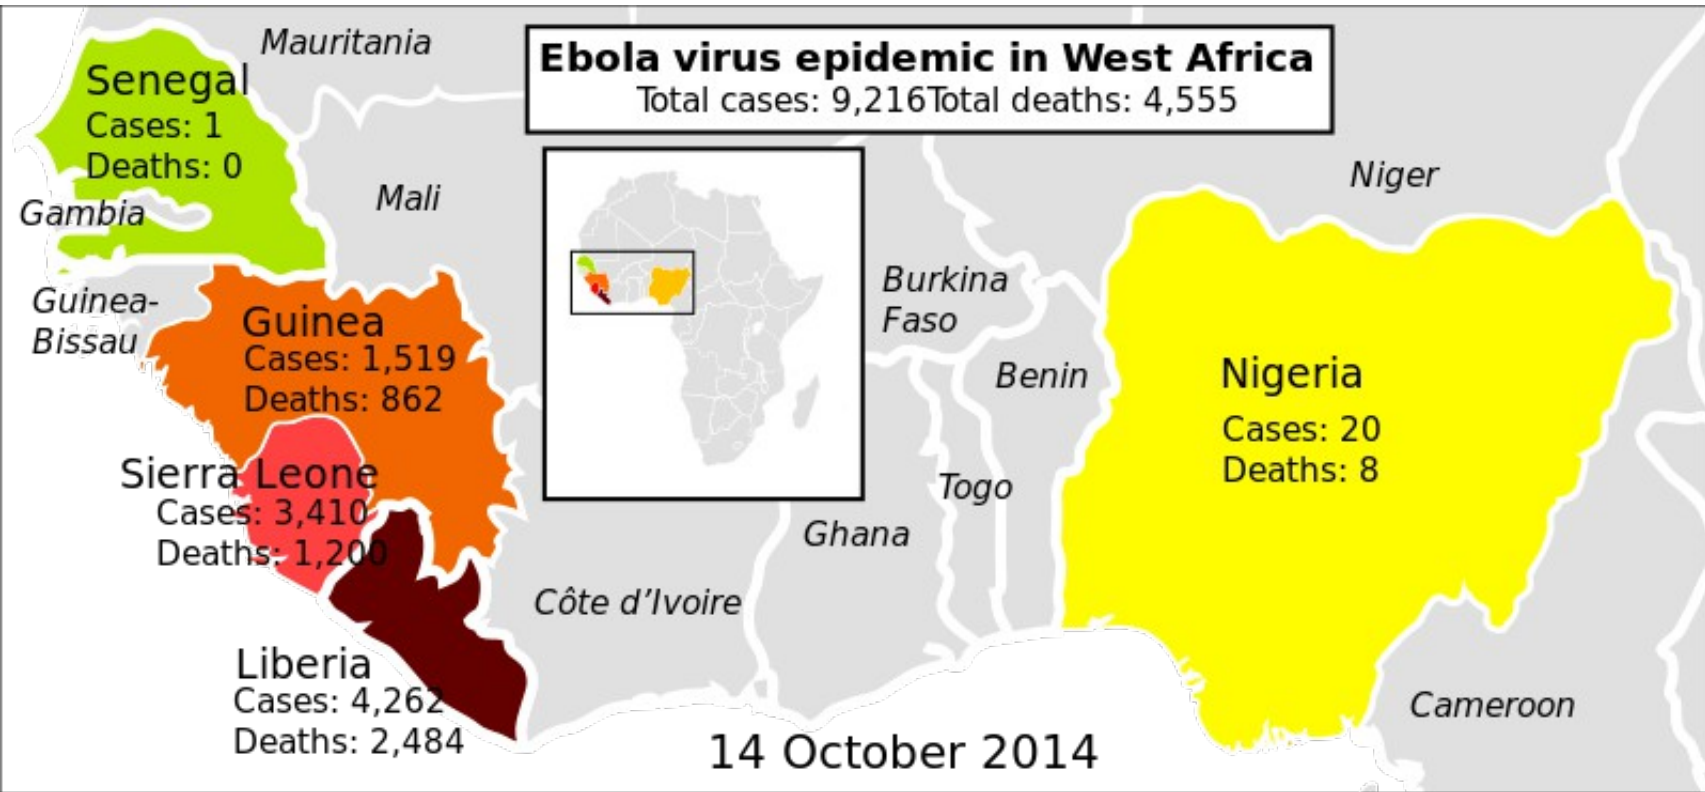 Ebola virus epidemic in West Africa
Total cases: 9,216Total deaths: 4,555
Mauritania
Senegal
Cases: 1
Deaths: 0
Gambia
Mali
Niger
Guinea-
Bissau
Guinea
Cases: 1,519
Deaths: 862
Burkina
Faso
Benin
Nigeria
Cases: 20
Deaths: 8
Sierra Leone
Cases: 3,410
Deaths: 1,200
Togo
Ghana
Côte d’Ivoire
Liberia
Cases: 4,262
Deaths: 2,484
Cameroon
14 October 2014